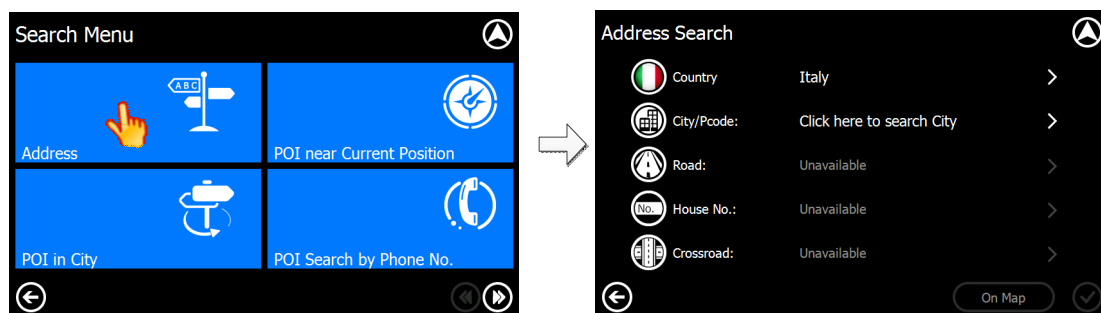 Search Menu
ABC
Address
POI near Current Position
POI in City
POI Search by Phone No.
Address Search
Country Italy
City/Pcode: Click here to search City
Road: Unavailable
No. House No.: Unavailable
Crossroad: Unavailable
On Map